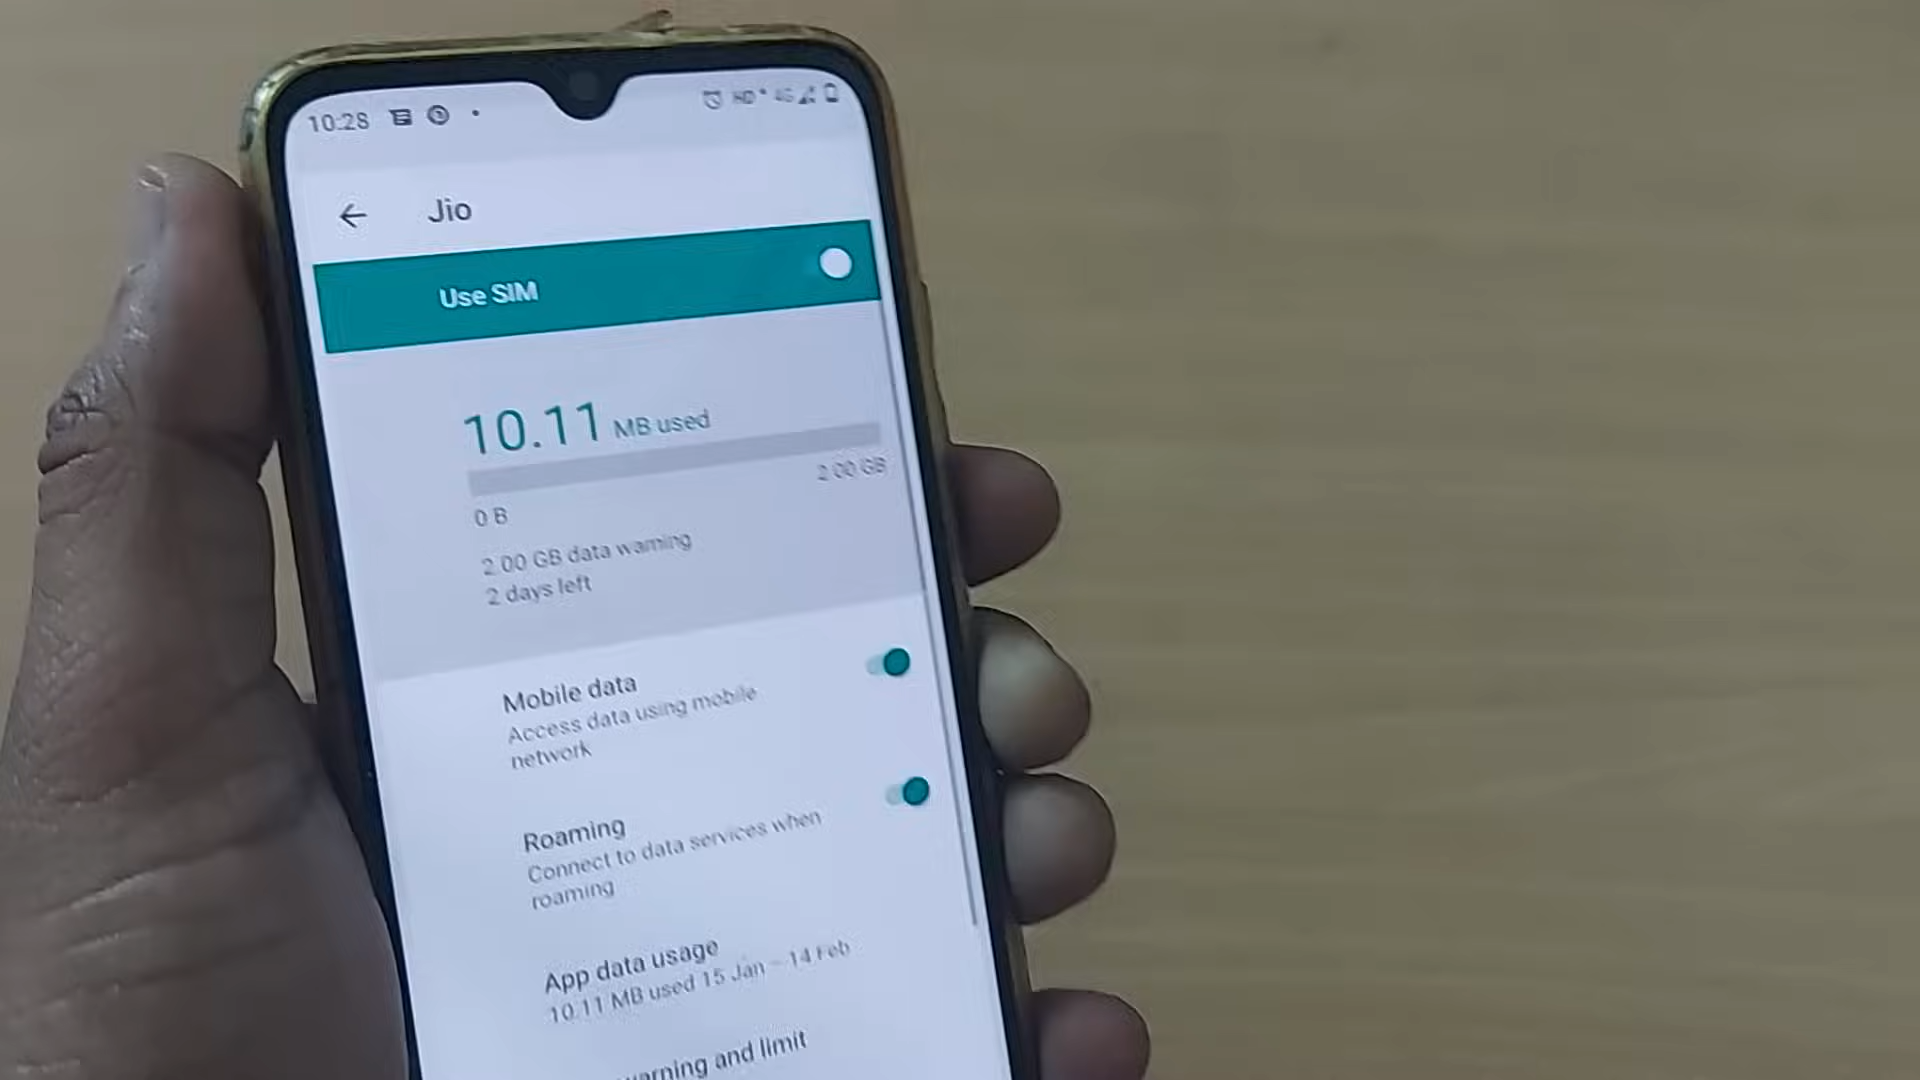 10:28 HD+ 4G
Jio
Use SIM
10.11 MB used
2.00 GB
0 B
2.00 GB data warning
2 days left
Mobile data
Access data using mobile
network
Roaming
Connect to data services when
roaming
App data usage
10.11 MB used 15 Jan – 14 Feb
warning and limit